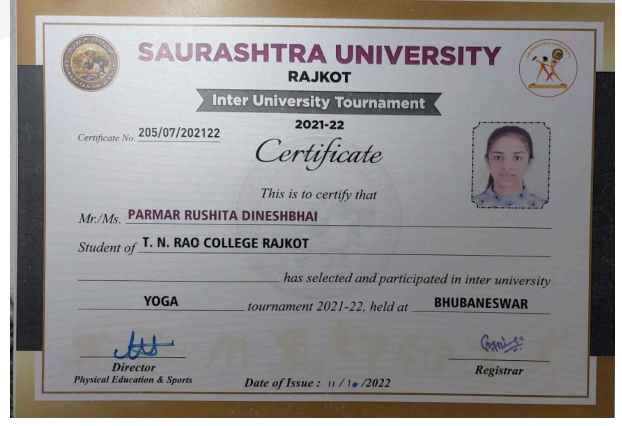 SAURASHTRA UNIVERSITY
RAJKOT
Inter University Tournament
2021-22
Certificate No. 205/07/202122
Certificate
This is to certify that
Mr./Ms. PARMAR RUSHITA DINESHBHAI
Student of T. N. RAO COLLEGE RAJKOT
has selected and participated in inter university
YOGA tournament 2021-22, held at BHUBANESWAR
Director
Physical Education & Sports
Registrar
Date of Issue : 11 / 10 /2022